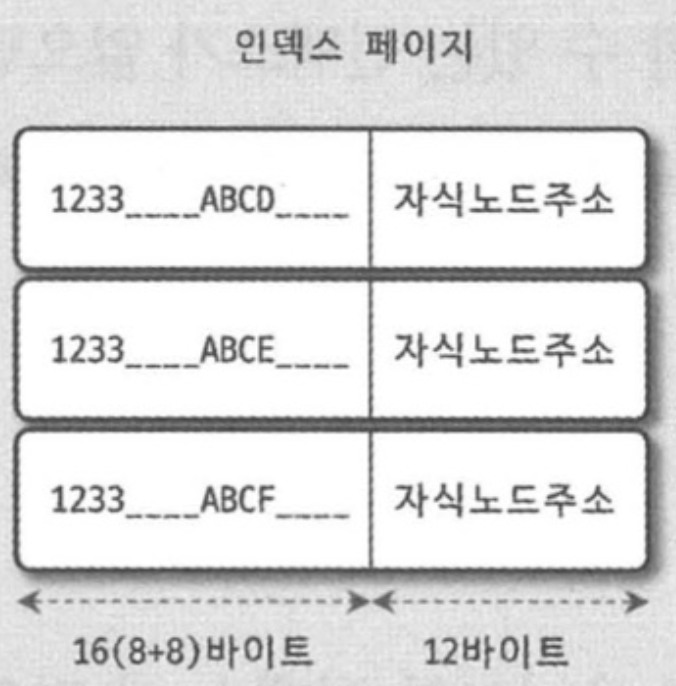 인덱스 페이지
1233____ABCD____ 자식노드주소
1233____ABCE____ 자식노드주소
1233____ABCF____ 자식노드주소
16(8+8)바이트 12바이트